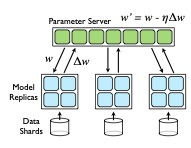 Parameter Server w' = w - ηΔw
w Δw
Model
Replicas
Data
Shards